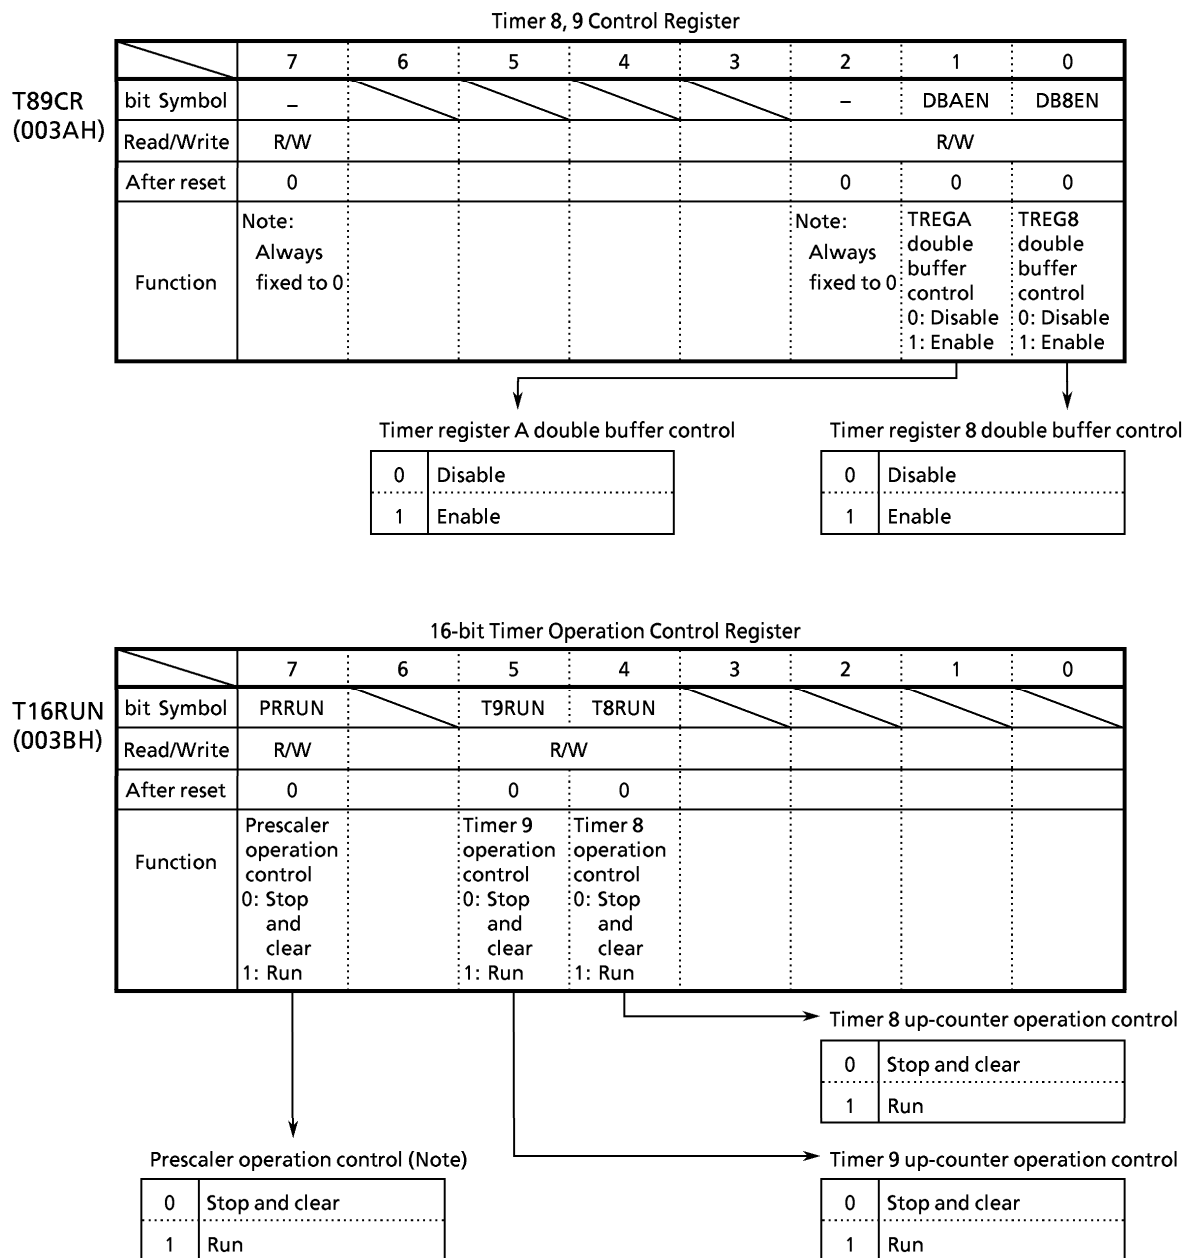 Timer 8, 9 Control Register
7 6 5 4 3 2 1 0
T89CR
(003AH)
bit Symbol – – DBAEN DB8EN
Read/Write R/W R/W
After reset 0 0 0 0
Function
Note:
Always
fixed to 0
Note:
Always
fixed to 0
TREGA
double
buffer
control
0: Disable
1: Enable
TREG8
double
buffer
control
0: Disable
1: Enable
Timer register A double buffer control
0 Disable
1 Enable
Timer register 8 double buffer control
0 Disable
1 Enable
16-bit Timer Operation Control Register
7 6 5 4 3 2 1 0
T16RUN
(003BH)
bit Symbol PRRUN T9RUN T8RUN
Read/Write R/W R/W
After reset 0 0 0
Function
Prescaler
operation
control
0: Stop
and
clear
1: Run
Timer 9
operation
control
0: Stop
and
clear
1: Run
Timer 8
operation
control
0: Stop
and
clear
1: Run
Timer 8 up-counter operation control
0 Stop and clear
1 Run
Prescaler operation control (Note)
0 Stop and clear
1 Run
Timer 9 up-counter operation control
0 Stop and clear
1 Run